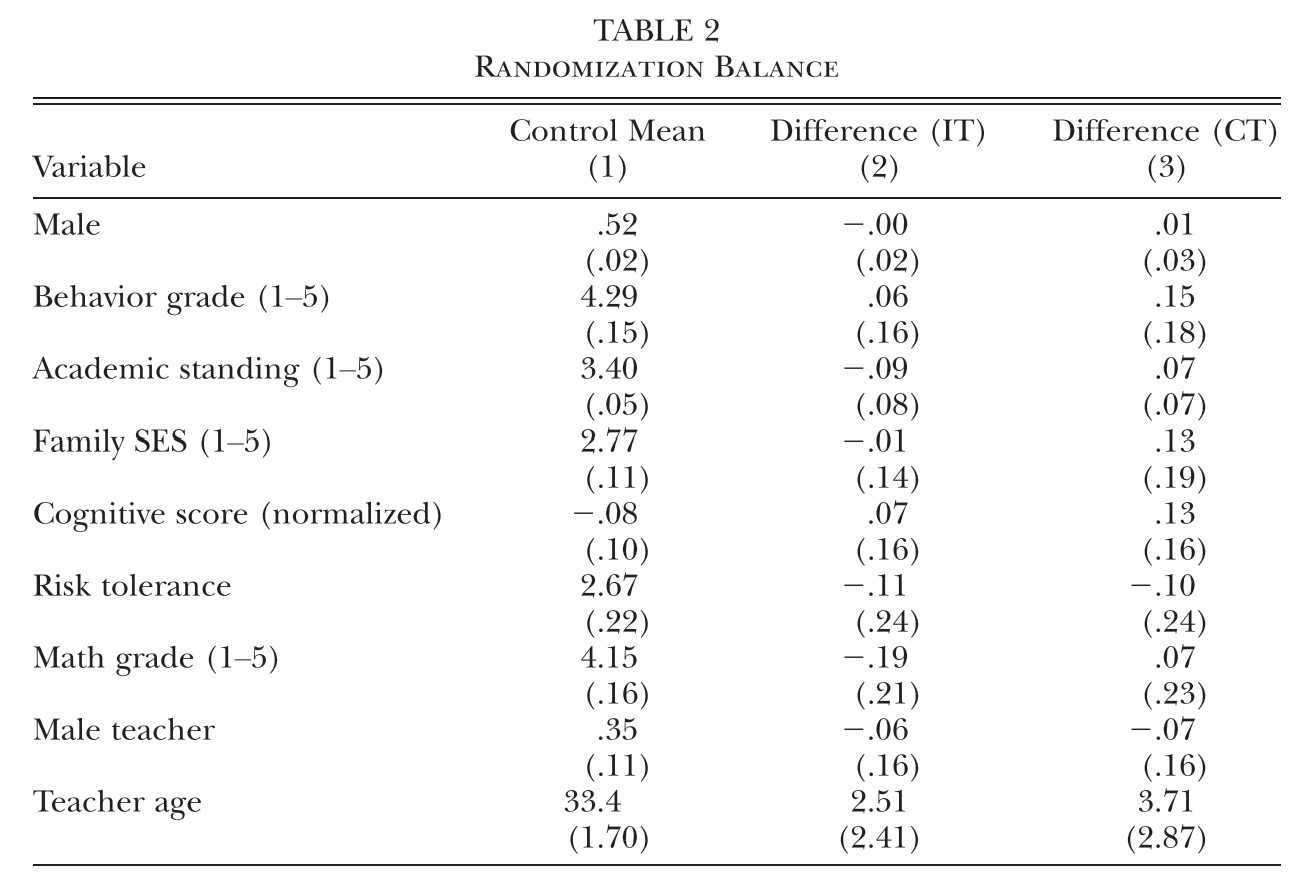 TABLE 2
Randomization Balance
Control Mean Difference (IT) Difference (CT)
Variable (1) (2) (3)
Male .52 −.00 .01
(.02) (.02) (.03)
Behavior grade (1–5) 4.29 .06 .15
(.15) (.16) (.18)
Academic standing (1–5) 3.40 −.09 .07
(.05) (.08) (.07)
Family SES (1–5) 2.77 −.01 .13
(.11) (.14) (.19)
Cognitive score (normalized) −.08 .07 .13
(.10) (.16) (.16)
Risk tolerance 2.67 −.11 −.10
(.22) (.24) (.24)
Math grade (1–5) 4.15 −.19 .07
(.16) (.21) (.23)
Male teacher .35 −.06 −.07
(.11) (.16) (.16)
Teacher age 33.4 2.51 3.71
(1.70) (2.41) (2.87)